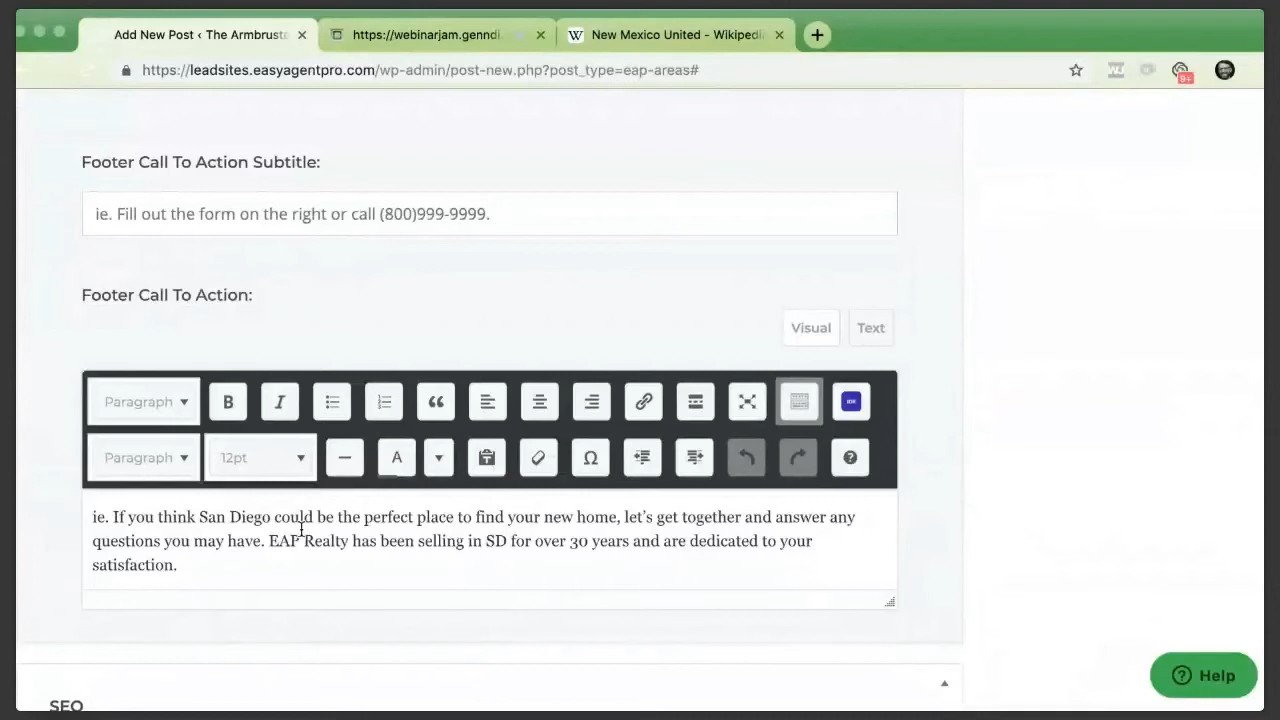 Add New Post ‹ The Armbruste
https://webinarjam.genndi.
New Mexico United - Wikipedi
https://leadsites.easyagentpro.com/wp-admin/post-new.php?post_type=eap-areas#
9+
Footer Call To Action Subtitle:
ie. Fill out the form on the right or call (800)999-9999.
Footer Call To Action:
Visual Text
Paragraph
Paragraph 12pt
ie. If you think San Diego could be the perfect place to find your new home, let's get together and answer any
questions you may have. EAP Realty has been selling in SD for over 30 years and are dedicated to your
satisfaction.
Help
SEO